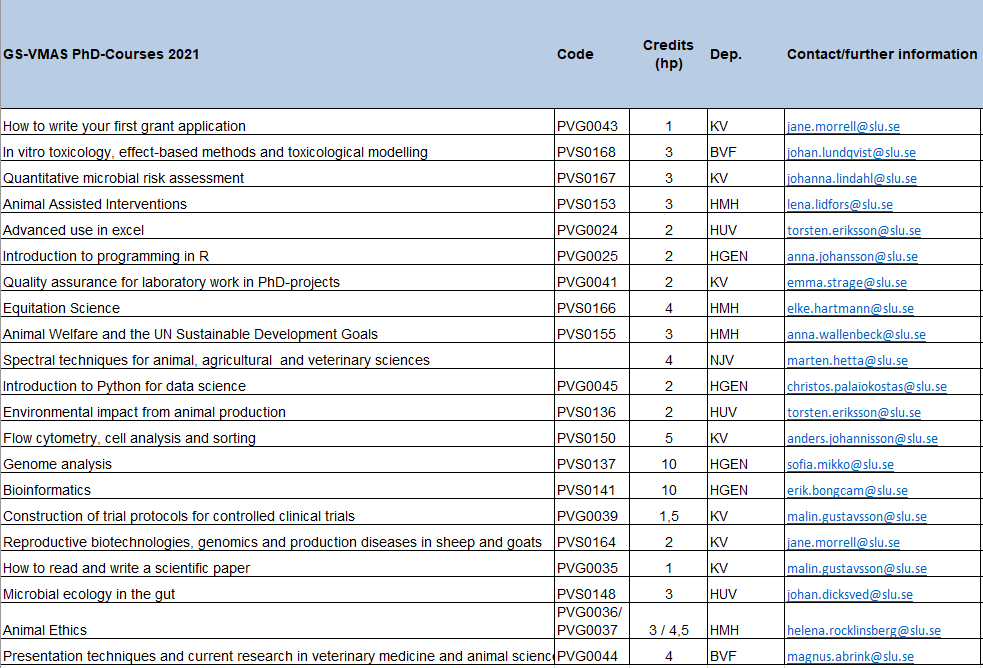 GS-VMAS PhD-Courses 2021 Code Credits (hp) Dep. Contact/further information
How to write your first grant application PVG0043 1 KV jane.morrell@slu.se
In vitro toxicology, effect-based methods and toxicological modelling PVS0168 3 BVF johan.lundqvist@slu.se
Quantitative microbial risk assessment PVS0167 3 KV johanna.lindahl@slu.se
Animal Assisted Interventions PVS0153 3 HMH lena.lidfors@slu.se
Advanced use in excel PVG0024 2 HUV torsten.eriksson@slu.se
Introduction to programming in R PVG0025 2 HGEN anna.johansson@slu.se
Quality assurance for laboratory work in PhD-projects PVG0041 2 KV emma.strage@slu.se
Equitation Science PVS0166 4 HMH elke.hartmann@slu.se
Animal Welfare and the UN Sustainable Development Goals PVS0155 3 HMH anna.wallenbeck@slu.se
Spectral techniques for animal, agricultural  and veterinary sciences 4 NJV marten.hetta@slu.se
Introduction to Python for data science PVG0045 2 HGEN christos.palaiokostas@slu.se
Environmental impact from animal production PVS0136 2 HUV torsten.eriksson@slu.se
Flow cytometry, cell analysis and sorting PVS0150 5 KV anders.johannisson@slu.se
Genome analysis PVS0137 10 HGEN sofia.mikko@slu.se
Bioinformatics PVS0141 10 HGEN erik.bongcam@slu.se
Construction of trial protocols for controlled clinical trials PVG0039 1,5 KV malin.gustavsson@slu.se
Reproductive biotechnologies, genomics and production diseases in sheep and goats PVS0164 2 KV jane.morrell@slu.se
How to read and write a scientific paper PVG0035 1 KV malin.gustavsson@slu.se
Microbial ecology in the gut PVS0148 3 HUV johan.dicksved@slu.se
Animal Ethics PVG0036/ PVG0037 3 / 4,5 HMH helena.rocklinsberg@slu.se
Presentation techniques and current research in veterinary medicine and animal scienc PVG0044 4 BVF magnus.abrink@slu.se